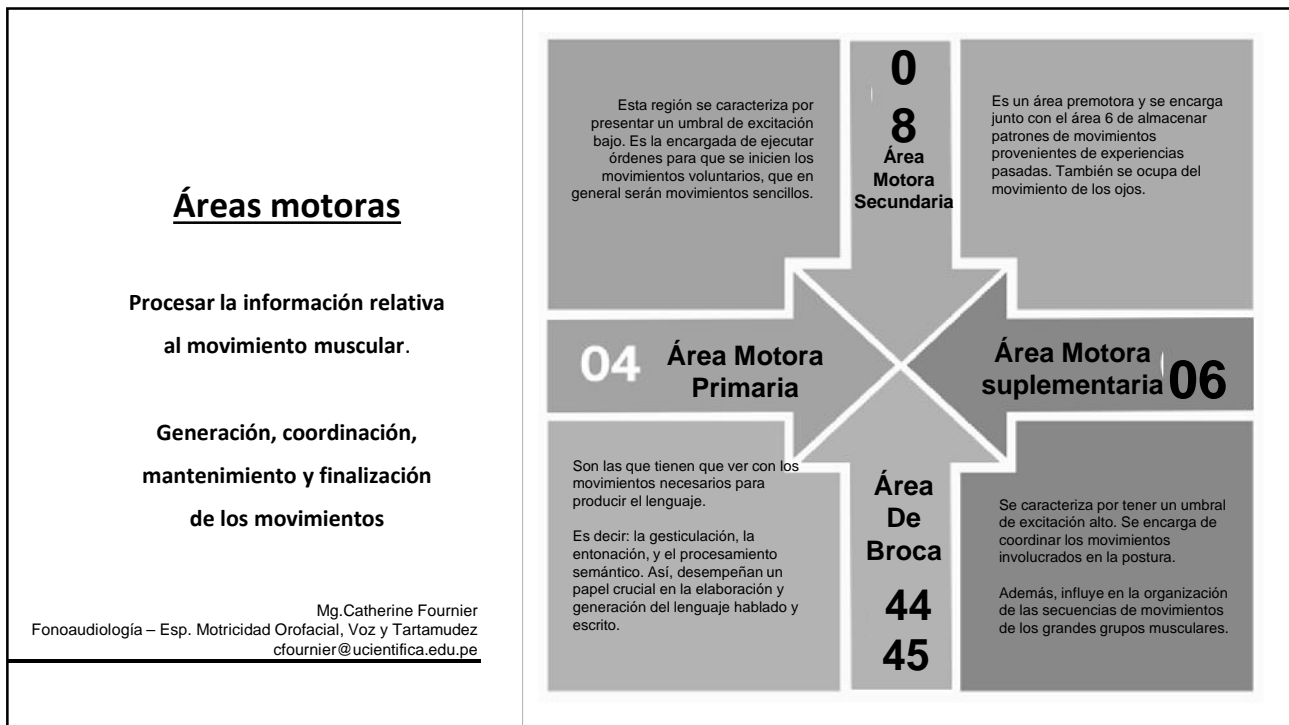 Áreas motoras
Procesar la información relativa
al movimiento muscular.
Generación, coordinación,
mantenimiento y finalización
de los movimientos
Mg.Catherine Fournier
Fonoaudiología – Esp. Motricidad Orofacial, Voz y Tartamudez
cfournier@ucientifica.edu.pe
Esta región se caracteriza por
presentar un umbral de excitación
bajo. Es la encargada de ejecutar
órdenes para que se inicien los
movimientos voluntarios, que en
general serán movimientos sencillos.
0
8
Área
Motora
Secundaria
Es un área premotora y se encarga
junto con el área 6 de almacenar
patrones de movimientos
provenientes de experiencias
pasadas. También se ocupa del
movimiento de los ojos.
04 Área Motora
Primaria
Área Motora
suplementaria 06
Son las que tienen que ver con los
movimientos necesarios para
producir el lenguaje.
Es decir: la gesticulación, la
entonación, y el procesamiento
semántico. Así, desempeñan un
papel crucial en la elaboración y
generación del lenguaje hablado y
escrito.
Área
De
Broca
44
45
Se caracteriza por tener un umbral
de excitación alto. Se encarga de
coordinar los movimientos
involucrados en la postura.
Además, influye en la organización
de las secuencias de movimientos
de los grandes grupos musculares.